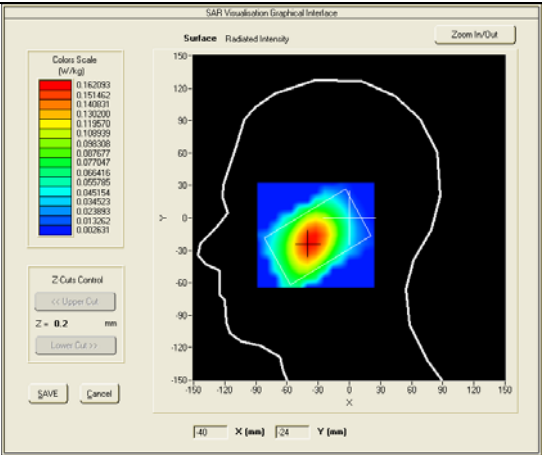 SAR Visualisation Graphical Interface
Surface Radiated Intensity
Zoom In/Out
Colors Scale
(W/kg)
0.162093
0.151462
0.140831
0.130200
0.119570
0.108939
0.098308
0.087677
0.077047
0.066416
0.055785
0.045154
0.034523
0.023893
0.013262
0.002631
150
120
90
60
30
0
-30
-60
-90
-120
-150
Y
-150 -120 -90 -60 -30 0 30 60 90 120 150
X
Z-Cuts Control
<< Upper Cut
Z = 0.2 mm
Lower Cut >>
SAVE Cancel
-40 X (mm) -24 Y (mm)